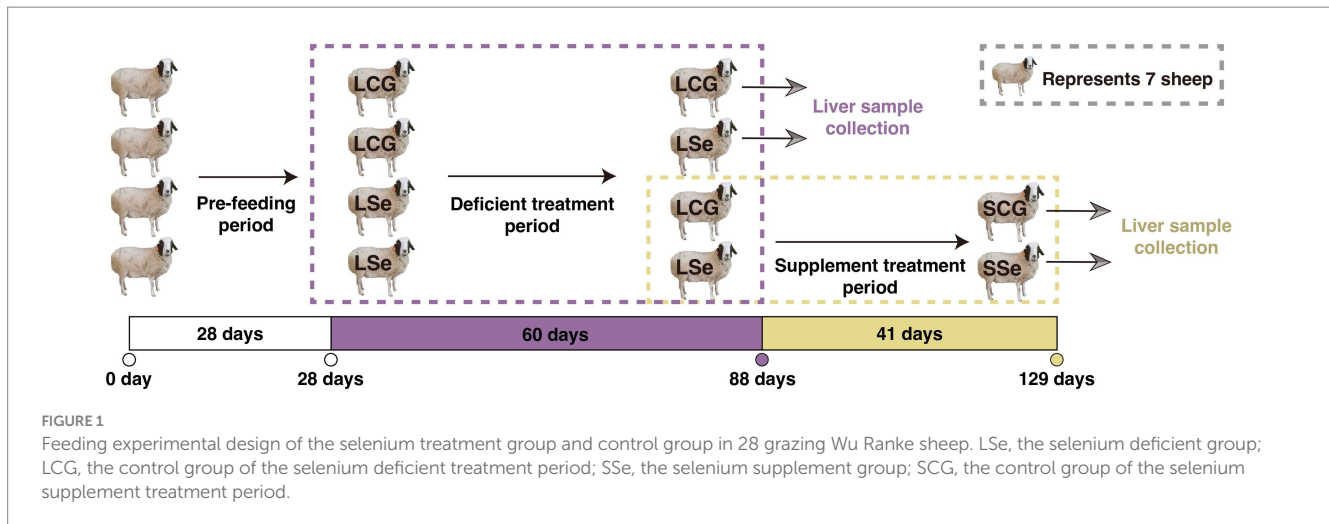 LCG
LCG
Represents 7 sheep
Liver sample
collection
LCG
LSe
Pre-feeding
period
LSe
Deficient treatment
period
LCG
SCG
Liver sample
collection
LSe
LSe
Supplement treatment
period
SSe
28 days
60 days
41 days
0 day
28 days
88 days
129 days
FIGURE 1
Feeding experimental design of the selenium treatment group and control group in 28 grazing Wu Ranke sheep. LSe, the selenium deficient group;
LCG, the control group of the selenium deficient treatment period; SSe, the selenium supplement group; SCG, the control group of the selenium
supplement treatment period.